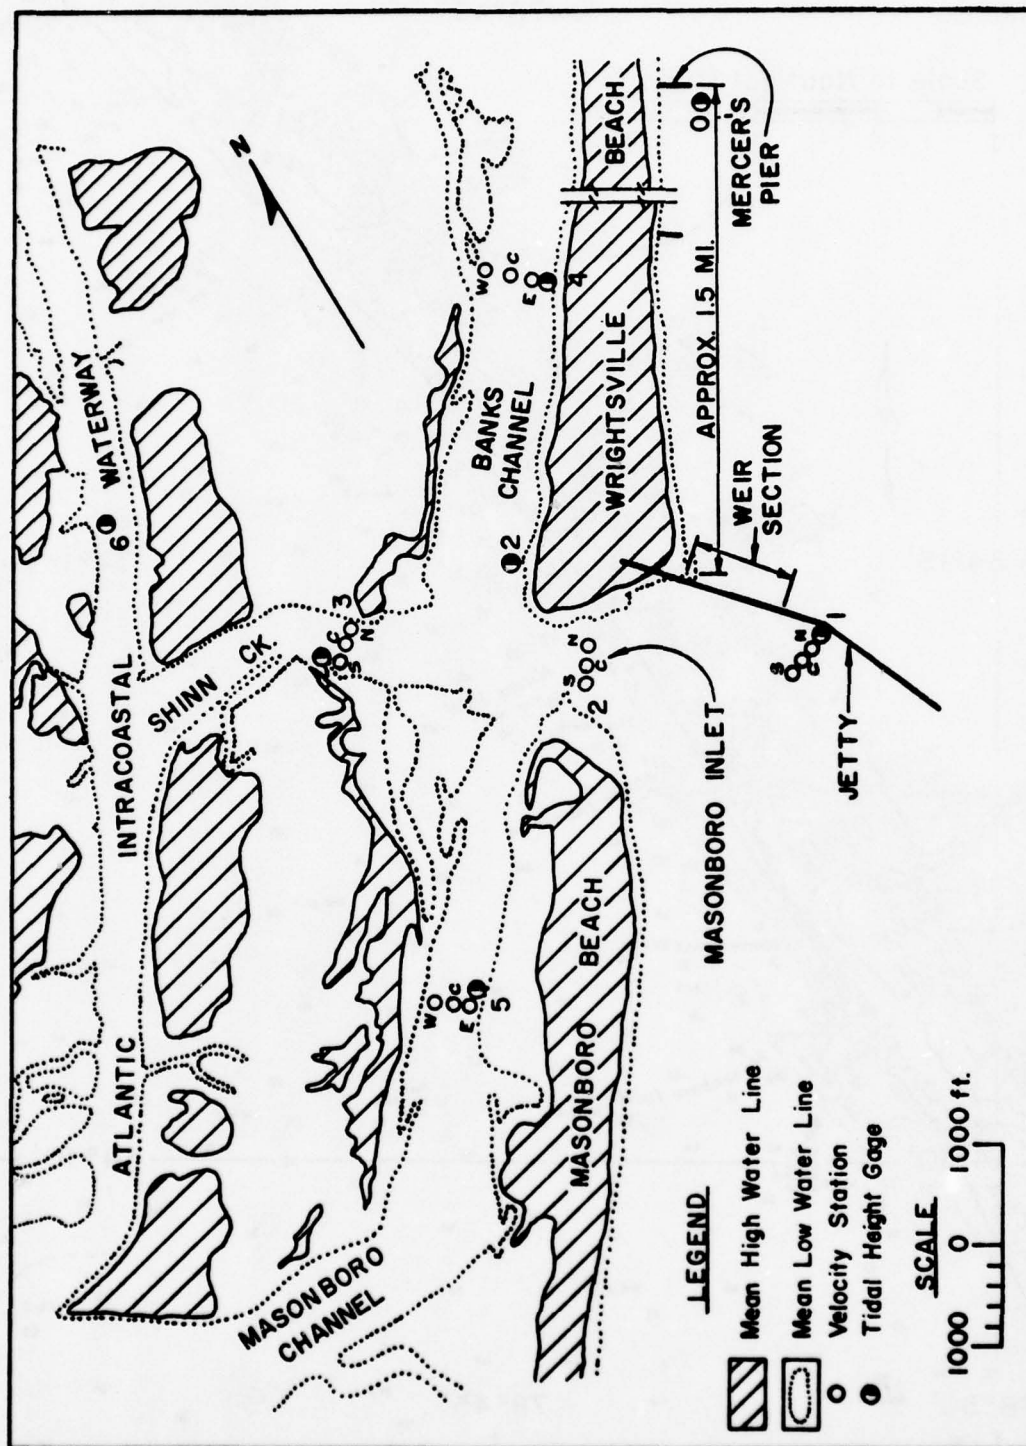 N
ATLANTIC
INTRACOASTAL
WATERWAY
6
SHINN CK
S
C
N
3
BANKS
CHANNEL
2
W
C
E
4
W
C
E
5
MASONBORO
CHANNEL
MASONBORO
BEACH
WRIGHTSVILLE
BEACH
S
C
N
2
S
C
N
1
0
MERCER'S
PIER
APPROX. 1.5 MI.
WEIR
SECTION
MASONBORO INLET
JETTY
LEGEND
Mean High Water Line
Mean Low Water Line
Velocity Station
Tidal Height Gage
SCALE
1000 0 1000 ft.